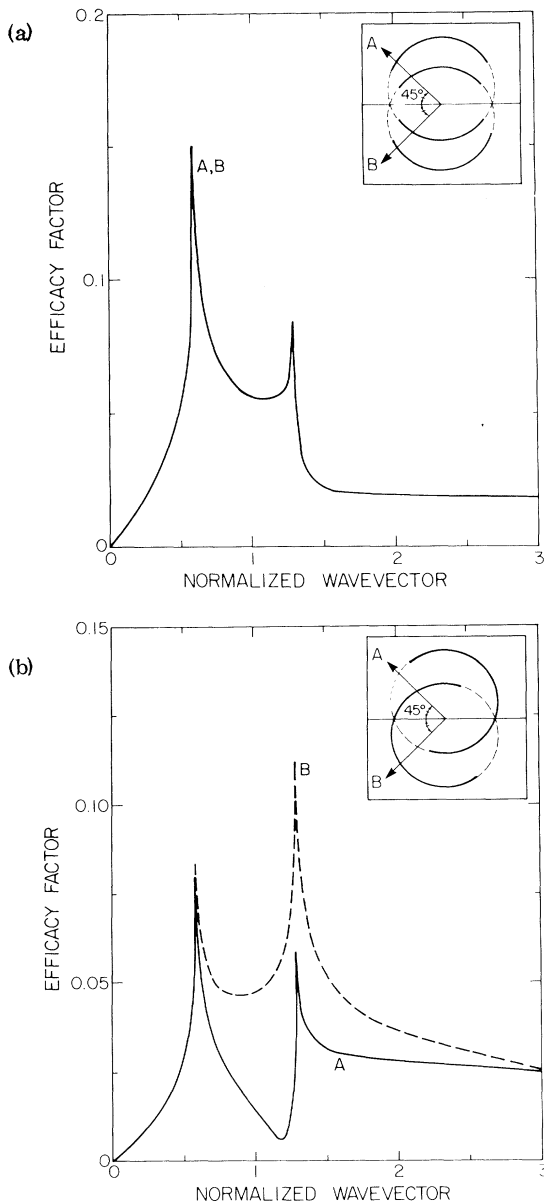 (a)
0.2
0.1
0
EFFICACY FACTOR
A,B
A
45°
B
0
1
2
3
NORMALIZED WAVEVECTOR
(b)
0.15
0.10
0.05
0
EFFICACY FACTOR
B
A
A
45°
B
0
1
2
3
NORMALIZED WAVEVECTOR